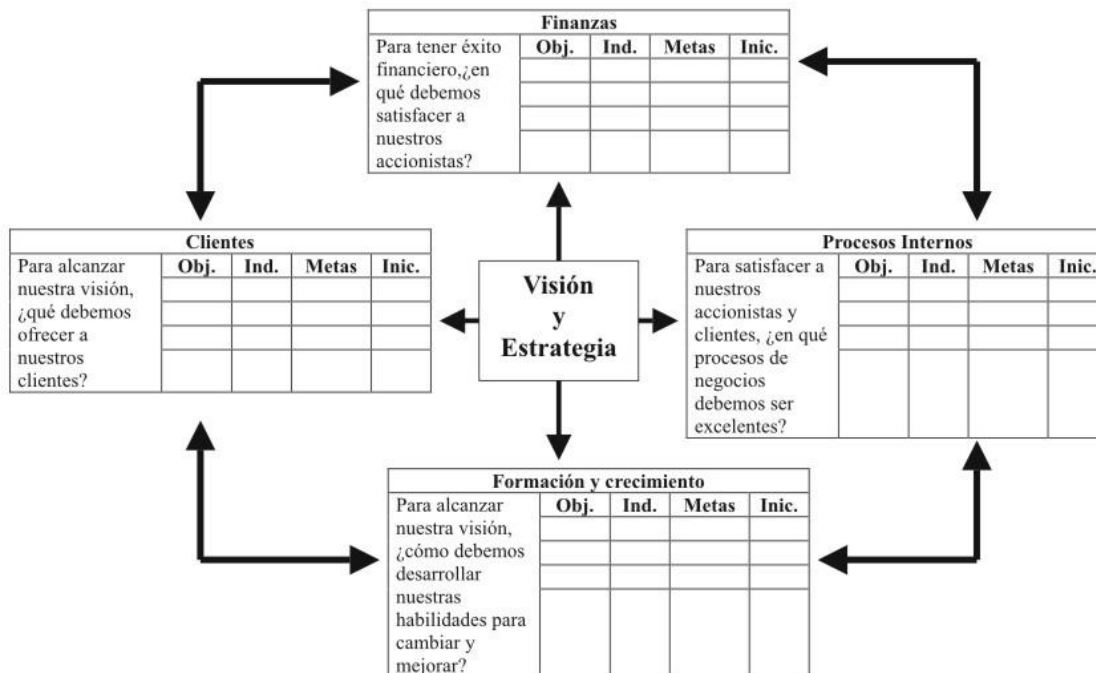 Finanzas
Para tener éxito
financiero,¿en
qué debemos
satisfacer a
nuestros
accionistas?
Obj. Ind. Metas Inic.
Clientes
Para alcanzar
nuestra visión,
¿qué debemos
ofrecer a
nuestros
clientes?
Obj. Ind. Metas Inic.
Visión
y
Estrategia
Procesos Internos
Para satisfacer a
nuestros
accionistas y
clientes, ¿en qué
procesos de
negocios
debemos ser
excelentes?
Obj. Ind. Metas Inic.
Formación y crecimiento
Para alcanzar
nuestra visión,
¿cómo debemos
desarrollar
nuestras
habilidades para
cambiar y
mejorar?
Obj. Ind. Metas Inic.